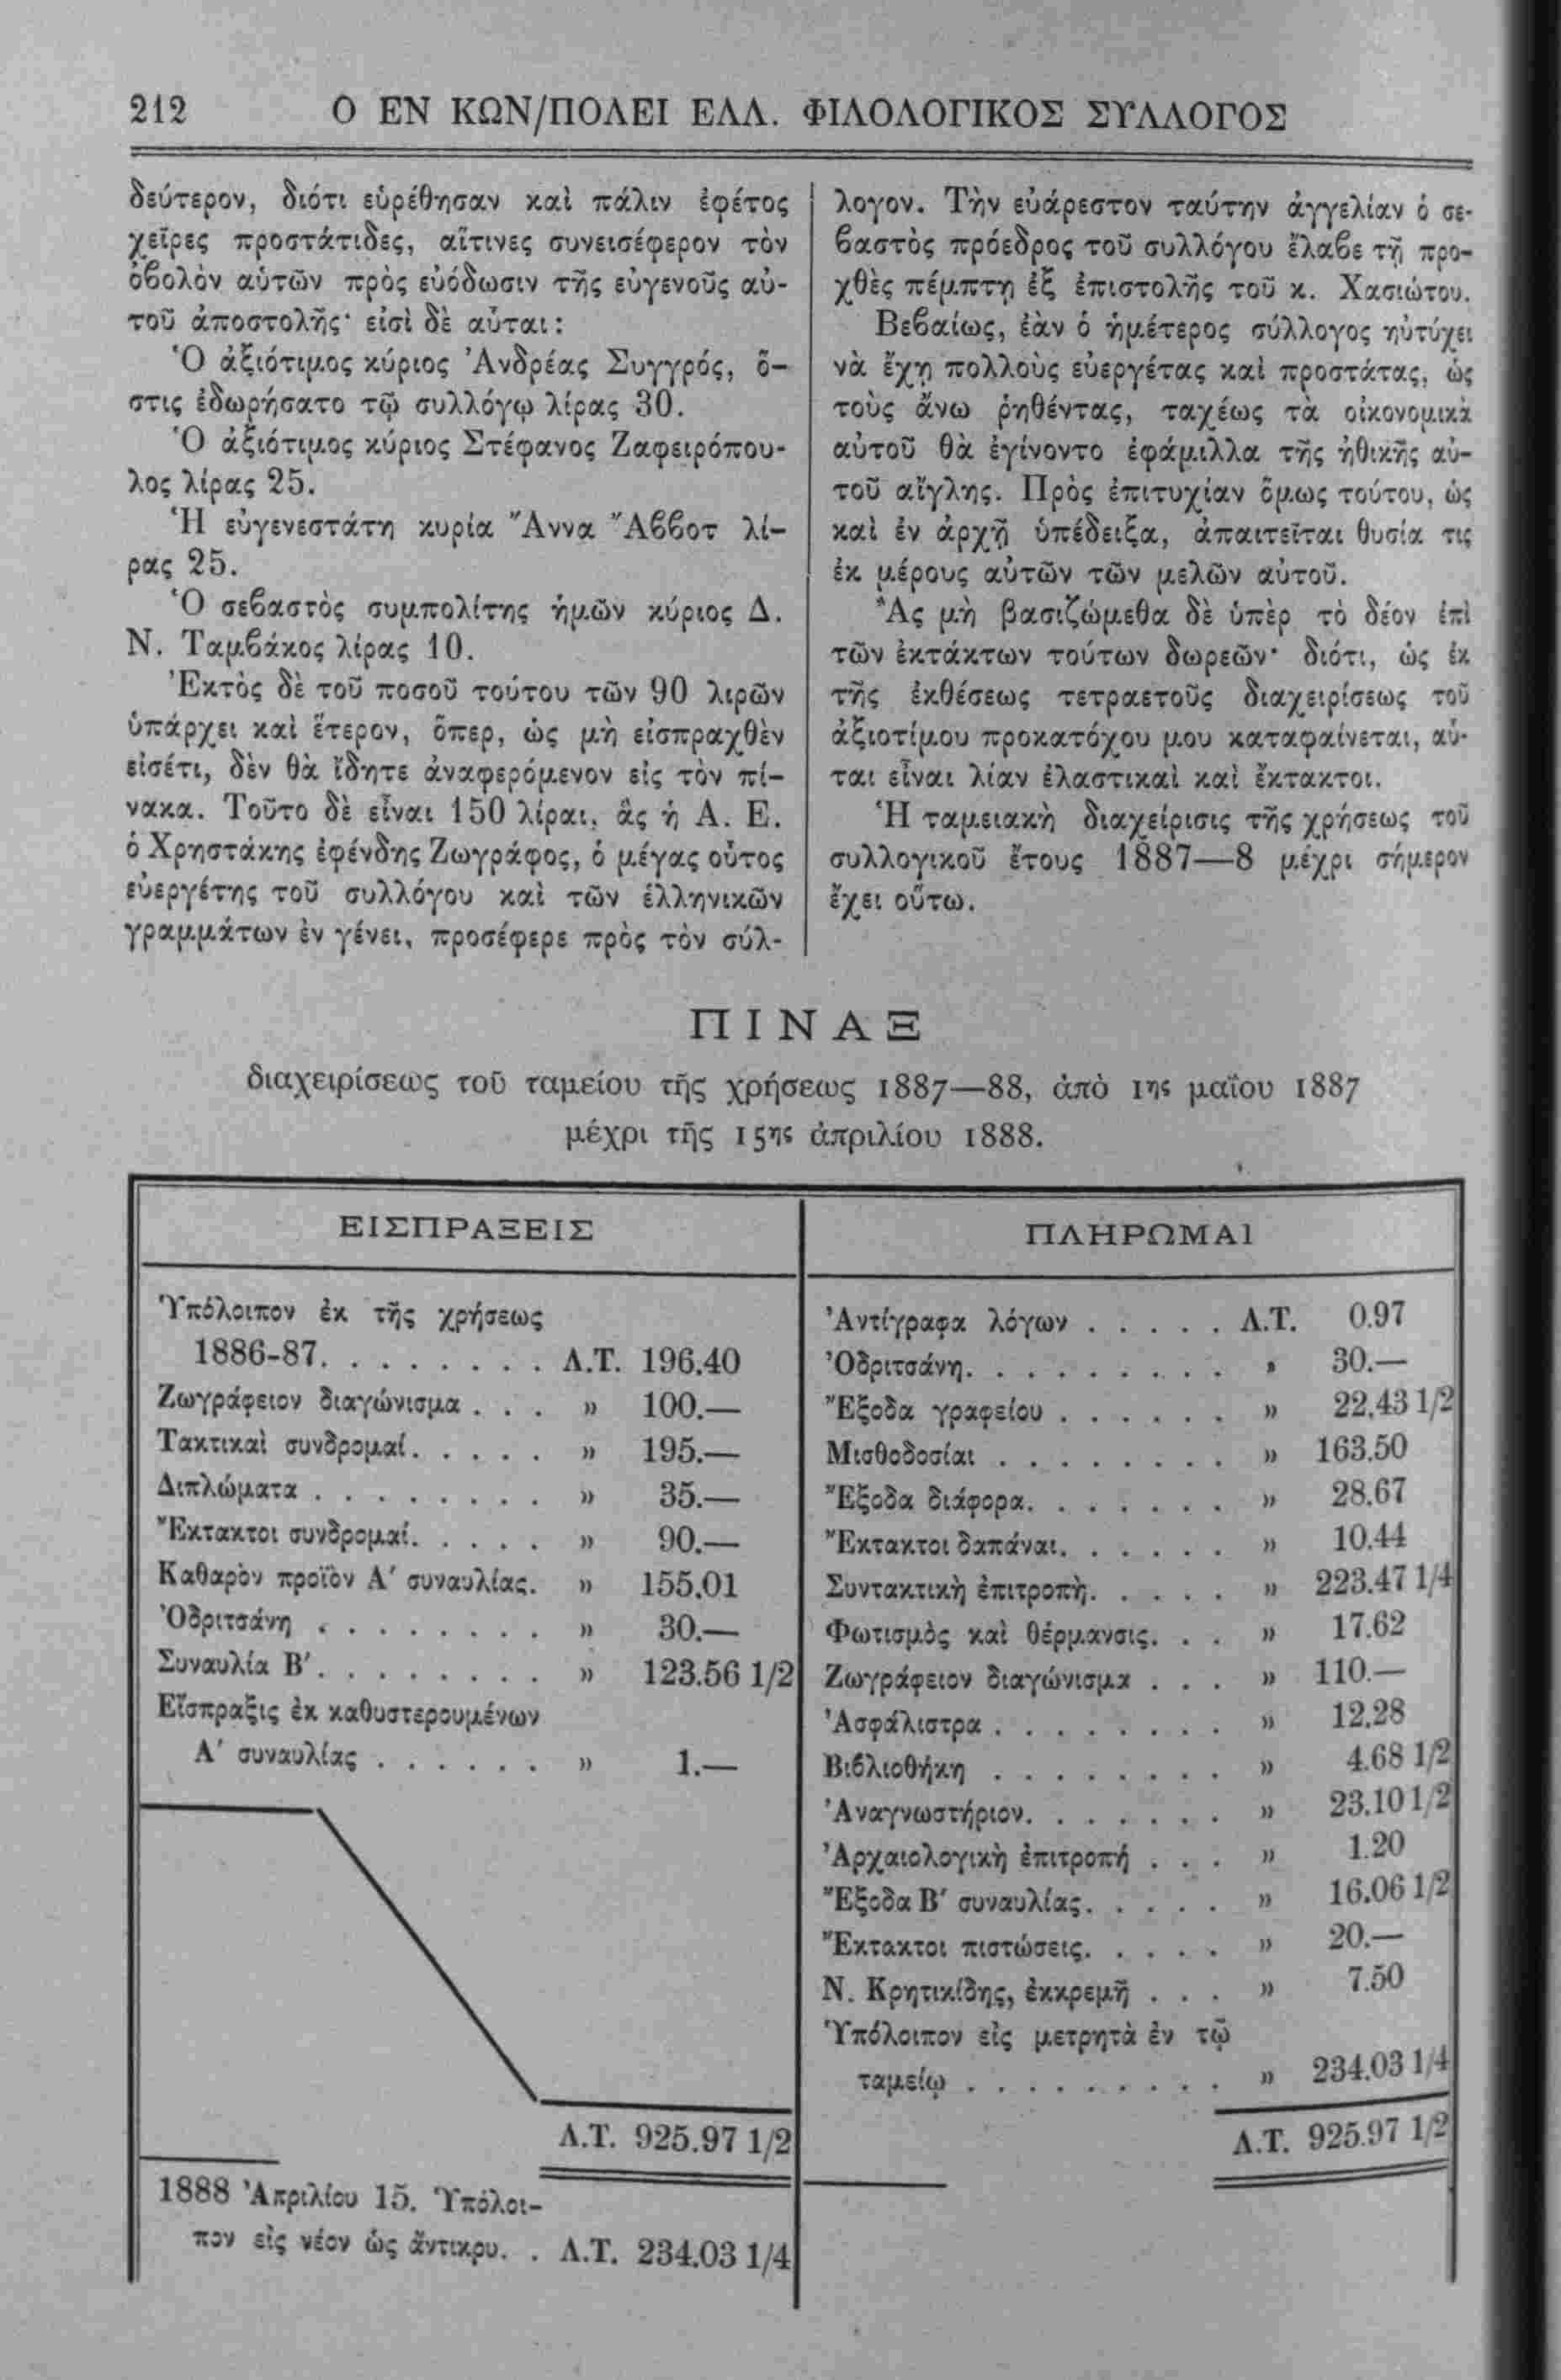 212
Ο ΕΝ ΚΩΝ/ΠΟΛΕΙ ΕΛΛ. ΦΙΛΟΛΟΓΙΚΟΣ ΣΥΛΛΟΓΟΣ
δεύτερον, διότι εὑρέθησαν καὶ πάλιν ἐφέτος
χεῖρες προστάτιδες, αἵτινες συνεισέφερον τὸν
ὀβολὸν αὑτῶν πρὸς εὐόδωσιν τῆς εὐγενοῦς αὐ-
τοῦ ἀποστολῆς· εἰσὶ δὲ αὗται:
Ὁ ἀξιότιμος κύριος Ἀνδρέας Συγγρός, ὅ-
στις ἐδωρήσατο τῷ συλλόγῳ λίρας 30.
Ὁ ἀξιότιμος κύριος Στέφανος Ζαφειρόπου-
λος λίρας 25.
Ἡ εὐγενεστάτη κυρία Ἄννα Ἄββοτ λί-
ρας 25.
Ὁ σεβαστὸς συμπολίτης ἡμῶν κύριος Δ.
Ν. Ταμβάκος λίρας 10.
Ἐκτὸς δὲ τοῦ ποσοῦ τούτου τῶν 90 λιρῶν
ὑπάρχει καὶ ἕτερον, ὅπερ, ὡς μὴ εἰσπραχθὲν
εἰσέτι, δὲν θὰ ἴδητε ἀναφερόμενον εἰς τὸν πί-
νακα. Τοῦτο δὲ εἶναι 150 λίραι, ἃς ἡ Α. Ε.
ὁ Χρηστάκης ἐφένδης Ζωγράφος, ὁ μέγας οὗτος
εὐεργέτης τοῦ συλλόγου καὶ τῶν ἑλληνικῶν
γραμμάτων ἐν γένει, προσέφερε πρὸς τὸν σύλ-
λογον. Τὴν εὐάρεστον ταύτην ἀγγελίαν ὁ σε-
βαστὸς πρόεδρος τοῦ συλλόγου ἔλαβε τῇ προ-
χθὲς πέμπτῃ ἐξ ἐπιστολῆς τοῦ κ. Χασιώτου.
Βεβαίως, ἐὰν ὁ ἡμέτερος σύλλογος ηὐτύχει
νὰ ἔχῃ πολλοὺς εὐεργέτας καὶ προστάτας, ὡς
τοὺς ἄνω ῥηθέντας, ταχέως τὰ οἰκονομικὰ
αὐτοῦ θὰ ἐγίνοντο ἐφάμιλλα τῆς ἠθικῆς αὐ-
τοῦ αἴγλης. Πρὸς ἐπιτυχίαν ὅμως τούτου, ὡς
καὶ ἐν ἀρχῇ ὑπέδειξα, ἀπαιτεῖται θυσία τις
ἐκ μέρους αὐτῶν τῶν μελῶν αὐτοῦ.
Ἂς μὴ βασιζώμεθα δὲ ὑπὲρ τὸ δέον ἐπὶ
τῶν ἐκτάκτων τούτων δωρεῶν· διότι, ὡς ἐκ
τῆς ἐκθέσεως τετραετοῦς διαχειρίσεως τοῦ
ἀξιοτίμου προκατόχου μου καταφαίνεται, αὗ-
ται εἶναι λίαν ἐλαστικαὶ καὶ ἔκτακτοι.
Ἡ ταμειακὴ διαχείρισις τῆς χρήσεως τοῦ
συλλογικοῦ ἔτους 1887—8 μέχρι σήμερον
ἔχει οὕτω.
ΠΙΝΑΞ
διαχειρίσεως τοῦ ταμείου τῆς χρήσεως 1887—88, ἀπὸ 1ης μαΐου 1887
μέχρι τῆς 15ης ἀπριλίου 1888.
ΕΙΣΠΡΑΞΕΙΣ
Ὑπόλοιπον ἐκ τῆς χρήσεως
1886-87. . . . . . . . Λ.Τ. 196.40
Ζωγράφειον διαγώνισμα . . . » 100.—
Τακτικαὶ συνδρομαί. . . . . » 195.—
Διπλώματα . . . . . . . . » 35.—
Ἔκτακτοι συνδρομαί. . . . . » 90.—
Καθαρὸν προϊὸν Α′ συναυλίας. » 155.01
Ὀδριτσάνη . . . . . . . . » 30.—
Συναυλία Β′. . . . . . . . » 123.56 1/2
Εἴσπραξις ἐκ καθυστερουμένων
Α′ συναυλίας . . . . . . » 1.—
Λ.Τ. 925.97 1/2
1888 Ἀπριλίου 15. Ὑπόλοι-
πον εἰς νέον ὡς ἄντικρυ. . Λ.Τ. 234.03 1/4
ΠΛΗΡΩΜΑΙ
Ἀντίγραφα λόγων . . . . . Λ.Τ. 0.97
Ὀδριτσάνη. . . . . . . . . » 30.—
Ἔξοδα γραφείου . . . . . . » 22.43 1/2
Μισθοδοσίαι . . . . . . . . » 163.50
Ἔξοδα διάφορα. . . . . . . » 28.67
Ἔκτακτοι δαπάναι. . . . . . » 10.44
Συντακτικὴ ἐπιτροπὴ. . . . . » 223.47 1/4
Φωτισμὸς καὶ θέρμανσις. . . » 17.62
Ζωγράφειον διαγώνισμα . . . » 110.—
Ἀσφάλιστρα . . . . . . . . » 12.28
Βιβλιοθήκη . . . . . . . . » 4.68 1/2
Ἀναγνωστήριον. . . . . . . » 23.10 1/2
Ἀρχαιολογικὴ ἐπιτροπή . . . » 1.20
Ἔξοδα Β′ συναυλίας. . . . . » 16.06 1/2
Ἔκτακτοι πιστώσεις. . . . . » 20.—
Ν. Κρητικίδης, ἐκκρεμῆ . . . » 7.50
Ὑπόλοιπον εἰς μετρητὰ ἐν τῷ
ταμείῳ . . . . . . . . . » 234.03 1/4
Λ.Τ. 925.97 1/2